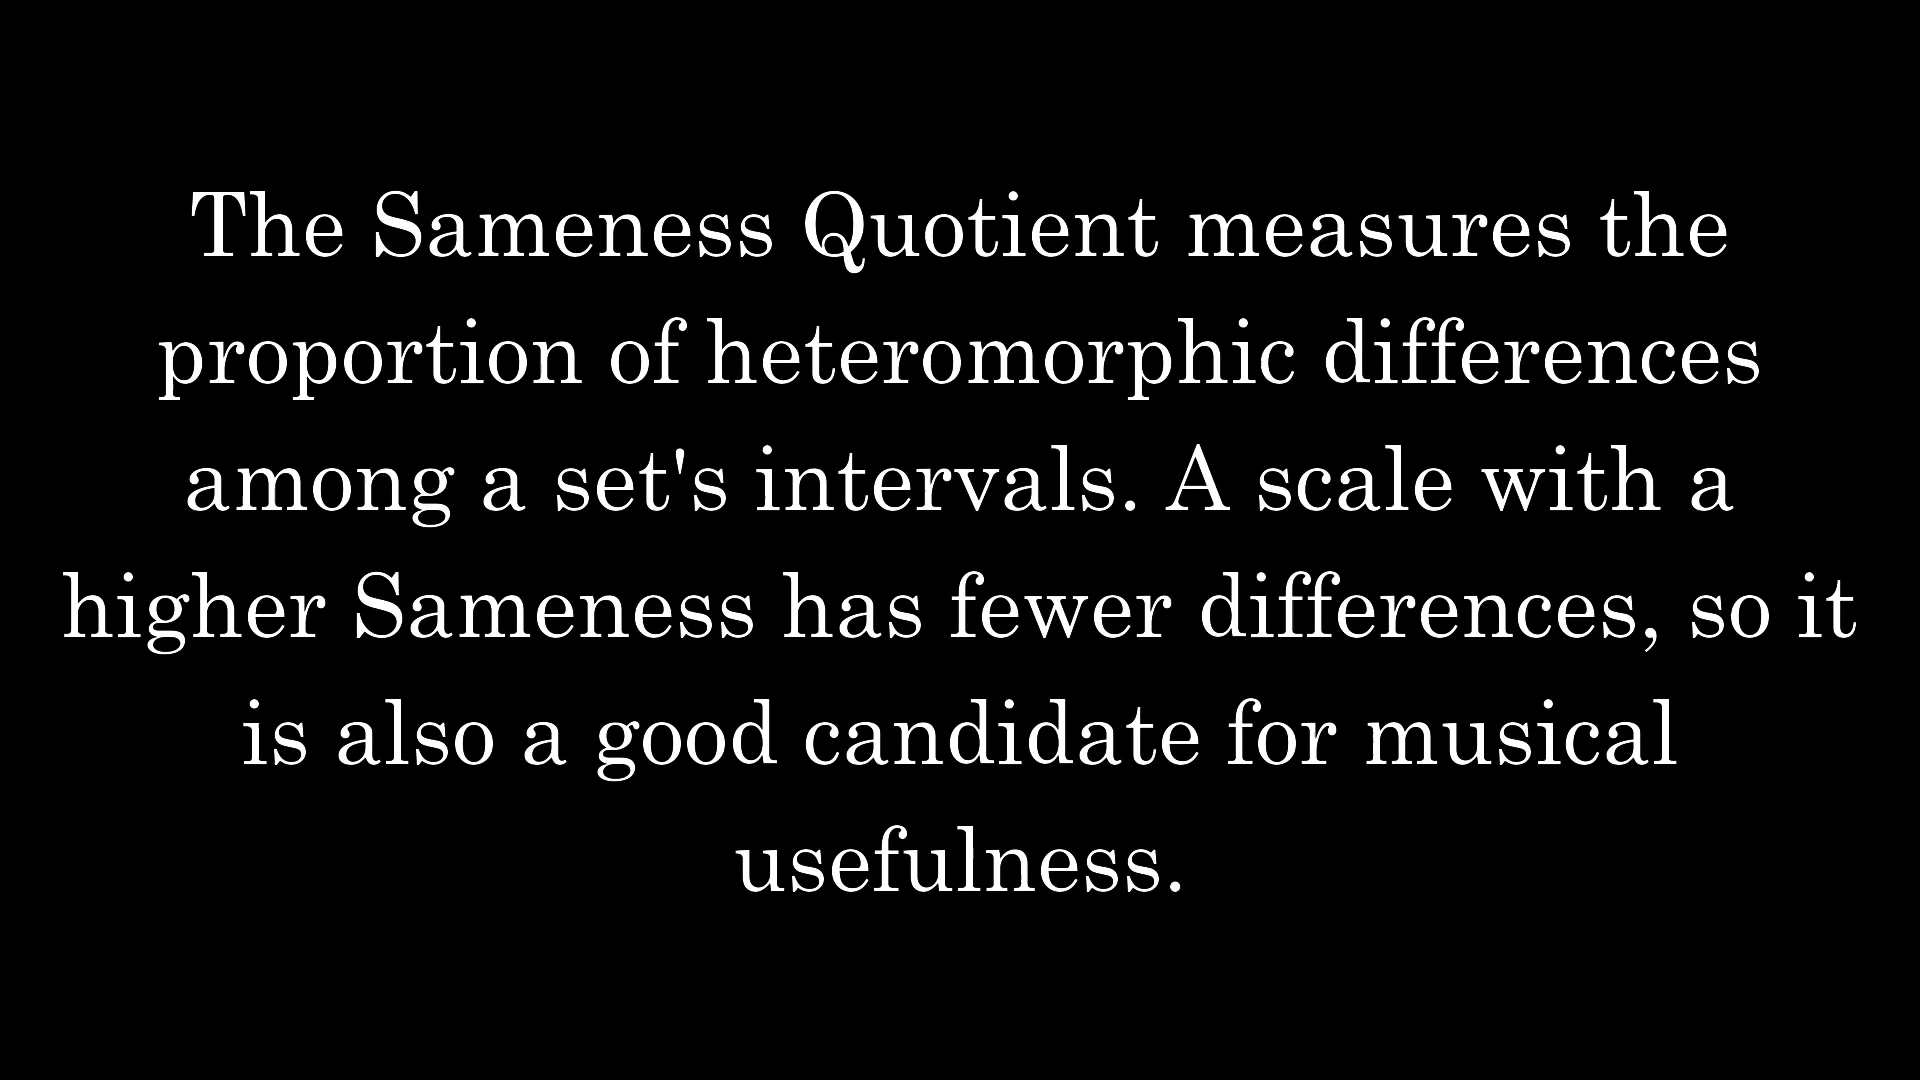 The Sameness Quotient measures the
proportion of heteromorphic differences
among a set's intervals. A scale with a
higher Sameness has fewer differences, so it
is also a good candidate for musical
usefulness.